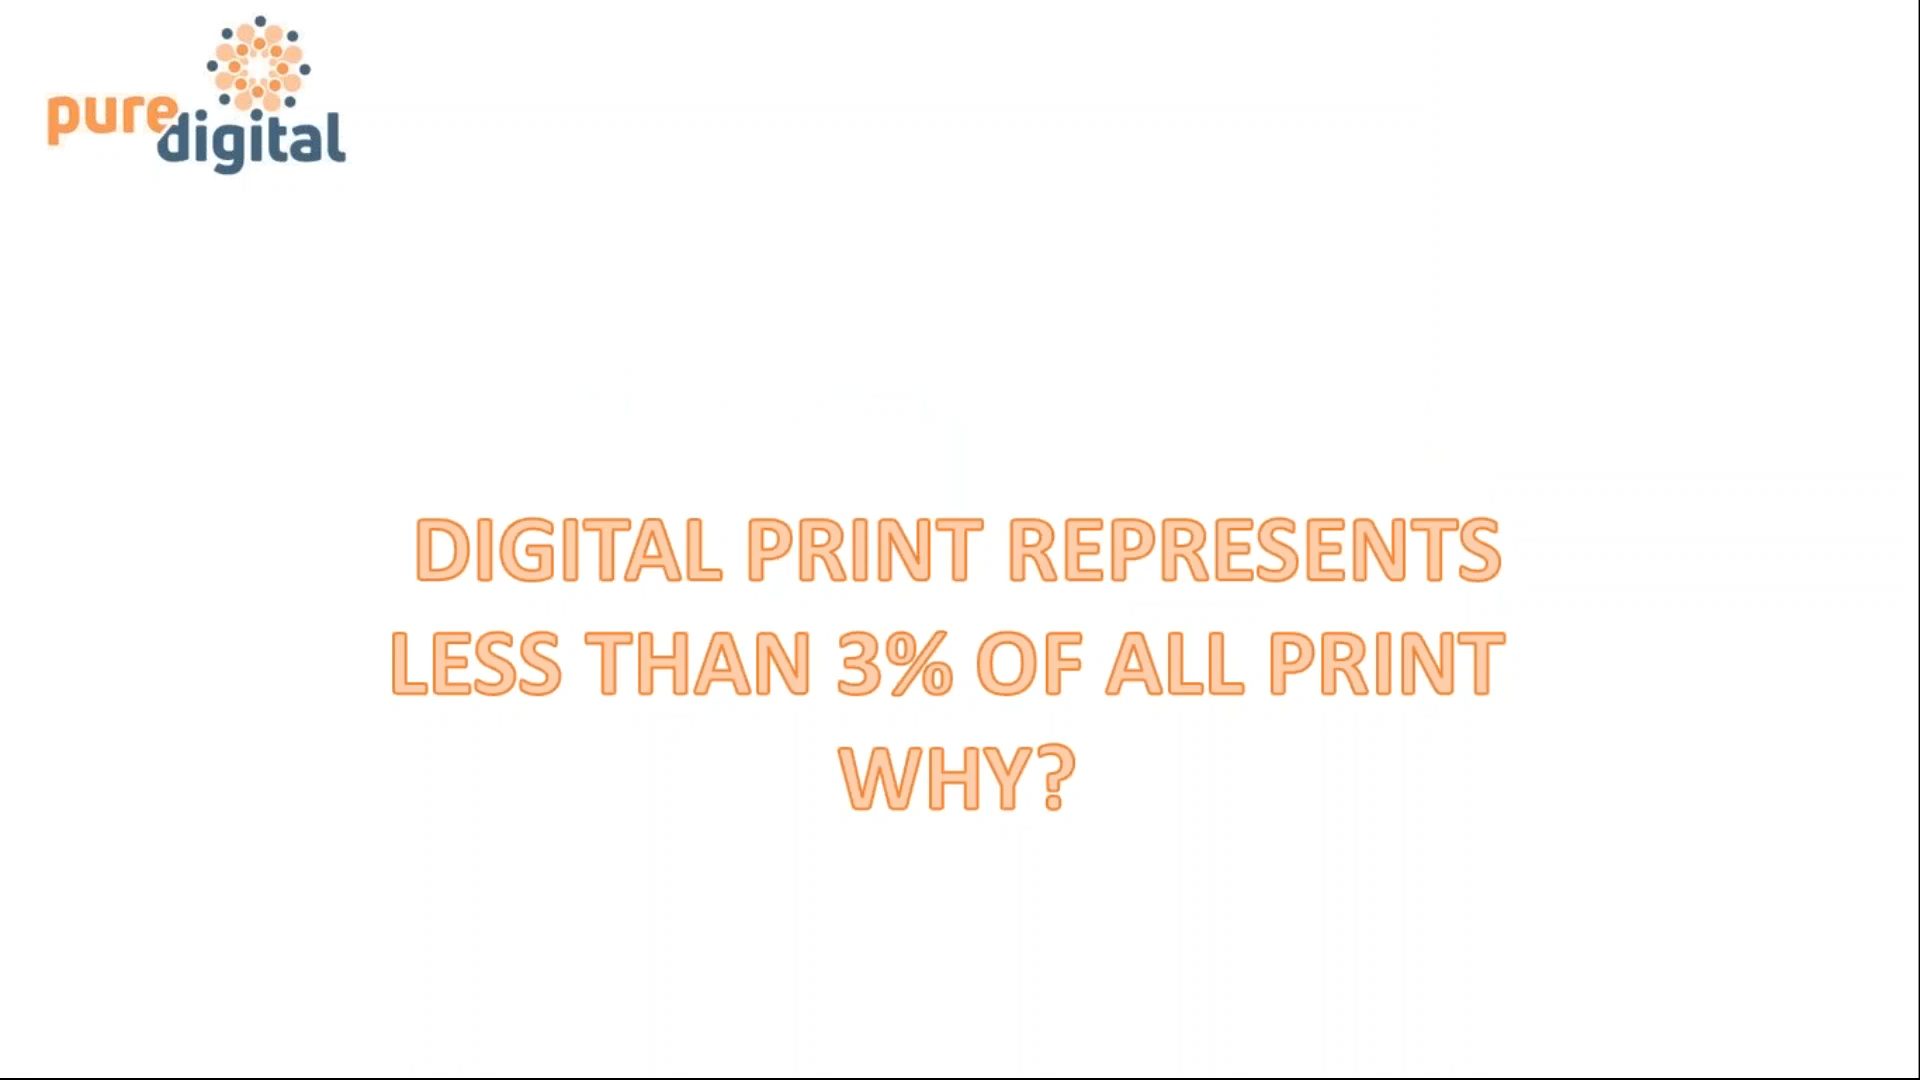 pure
digital
DIGITAL PRINT REPRESENTS
LESS THAN 3% OF ALL PRINT
WHY?